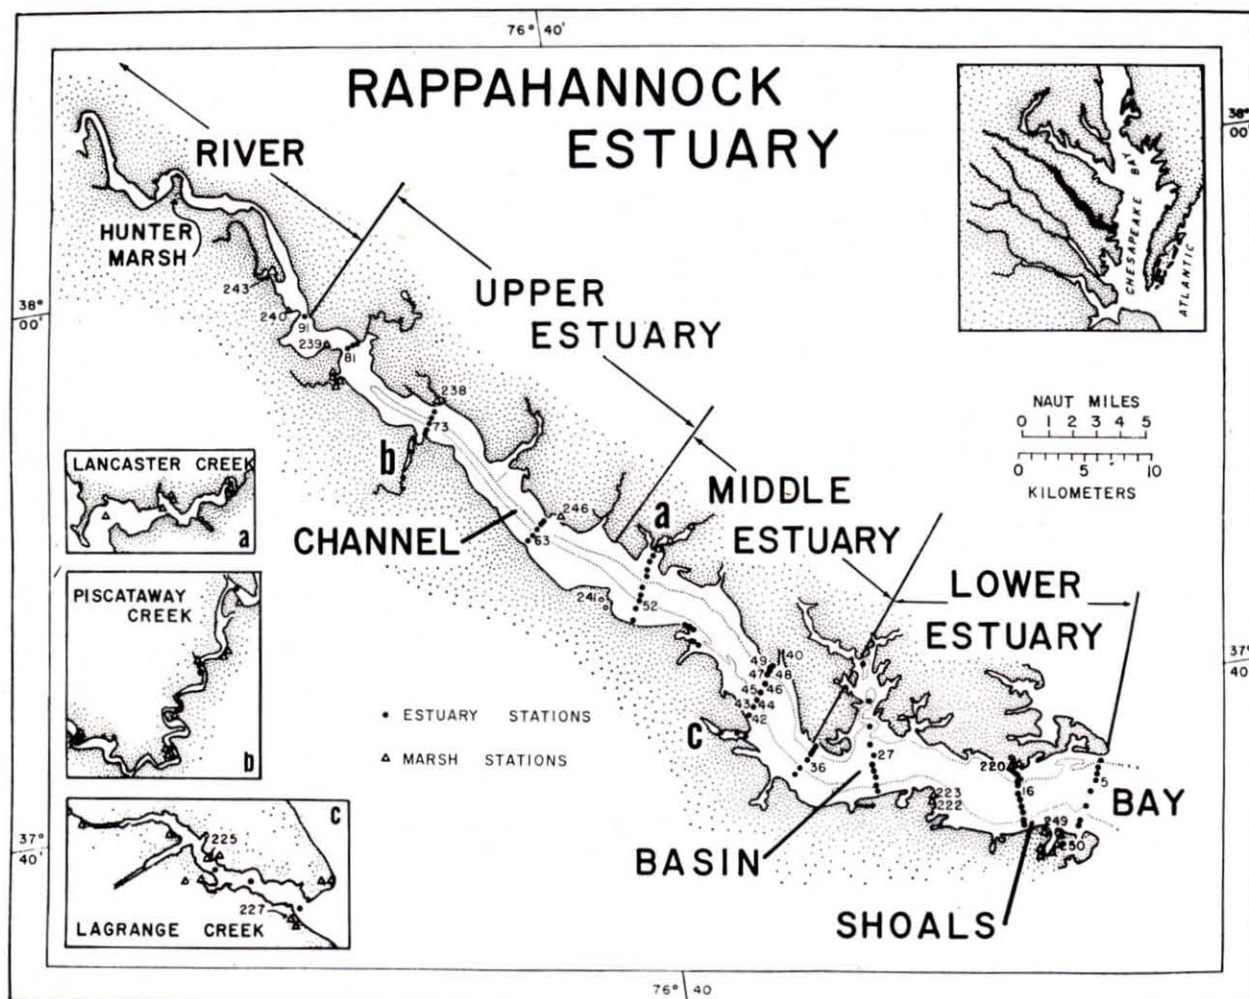 76° 40'
RAPPAHANNOCK
ESTUARY
38°
00'
RIVER
HUNTER
MARSH
CHESAPEAKE BAY
ATLANTIC
243
240
91
239
81
38°
00'
UPPER
ESTUARY
238
73
b
NAUT MILES
0 1 2 3 4 5
0 5 10
KILOMETERS
LANCASTER CREEK
a
CHANNEL
246
63
a
MIDDLE
ESTUARY
241
52
LOWER
ESTUARY
PISCATAWAY
CREEK
b
37°
40'
49 40
47 48
45 46
43 44
42
c
• ESTUARY STATIONS
△ MARSH STATIONS
36
27
220
16
5
BAY
223
222
249
250
BASIN
SHOALS
c
225
227
LAGRANGE CREEK
37°
40'
76° 40